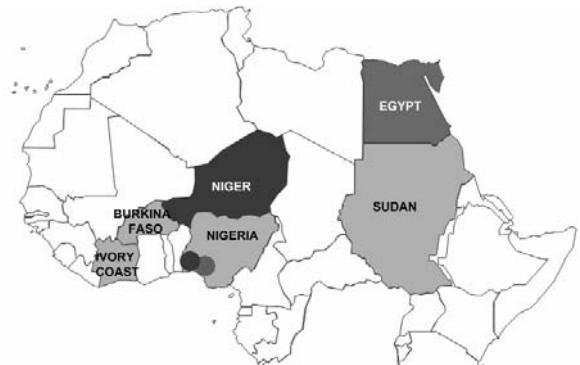 EGYPT
NIGER
SUDAN
BURKINA
FASO
NIGERIA
IVORY
COAST